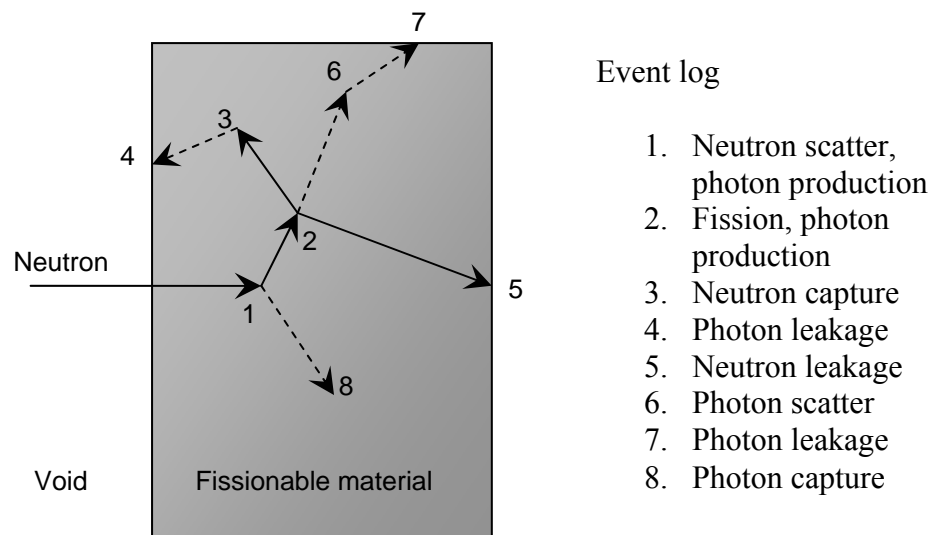 7
6
3
4
2
Neutron
1
5
8
Void
Fissionable material
Event log
1. Neutron scatter,
photon production
2. Fission, photon
production
3. Neutron capture
4. Photon leakage
5. Neutron leakage
6. Photon scatter
7. Photon leakage
8. Photon capture